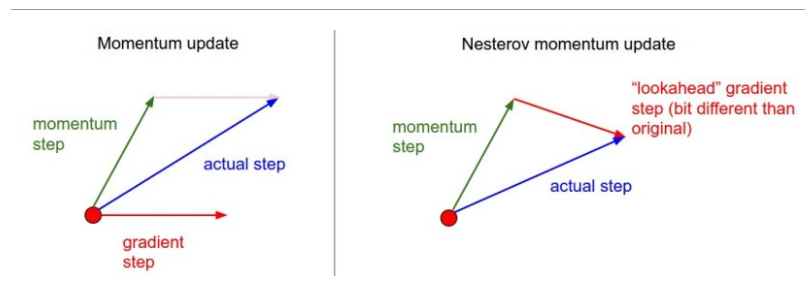 Momentum update
momentum
step
actual step
gradient
step
Nesterov momentum update
momentum
step
“lookahead” gradient
step (bit different than
original)
actual step